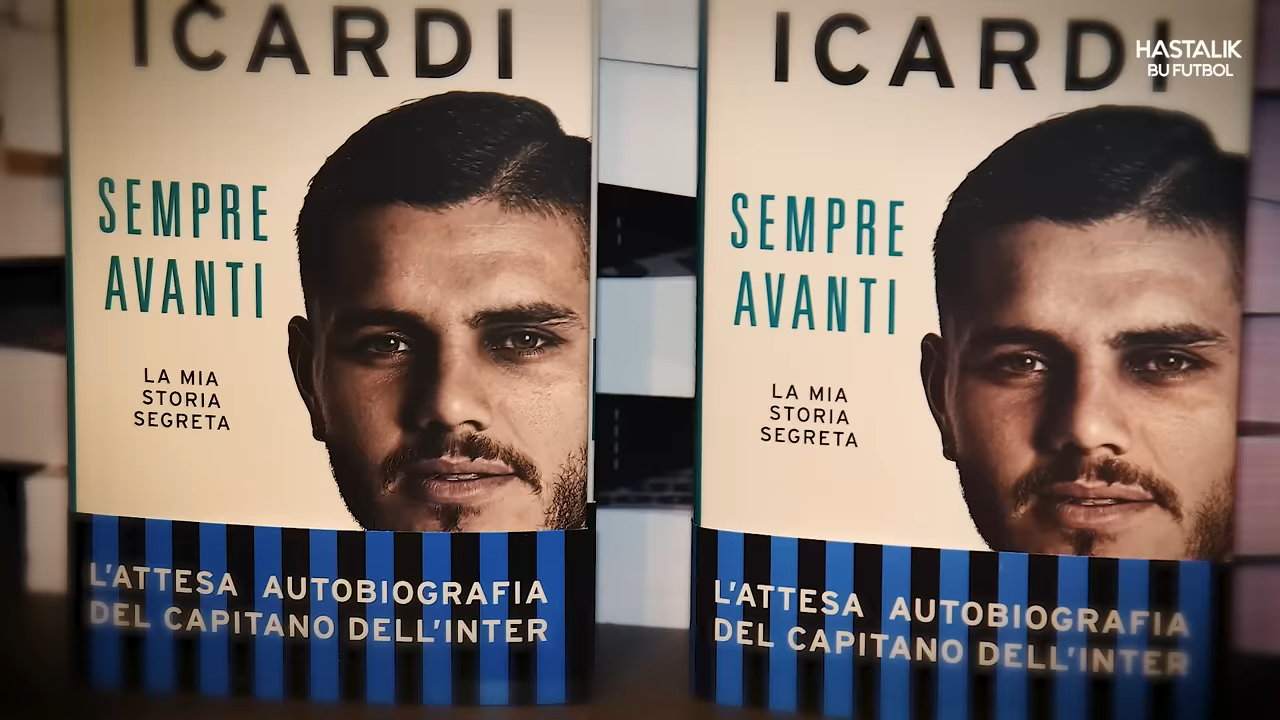 ICARDI
SEMPRE
AVANTI
LA MIA
STORIA
SEGRETA
L'ATTESA AUTOBIOGRAFIA
DEL CAPITANO DELL'INTER
ICARDI
SEMPRE
AVANTI
LA MIA
STORIA
SEGRETA
L'ATTESA AUTOBIOGRAFIA
DEL CAPITANO DELL'INTER
HASTALIK
BU FUTBOL